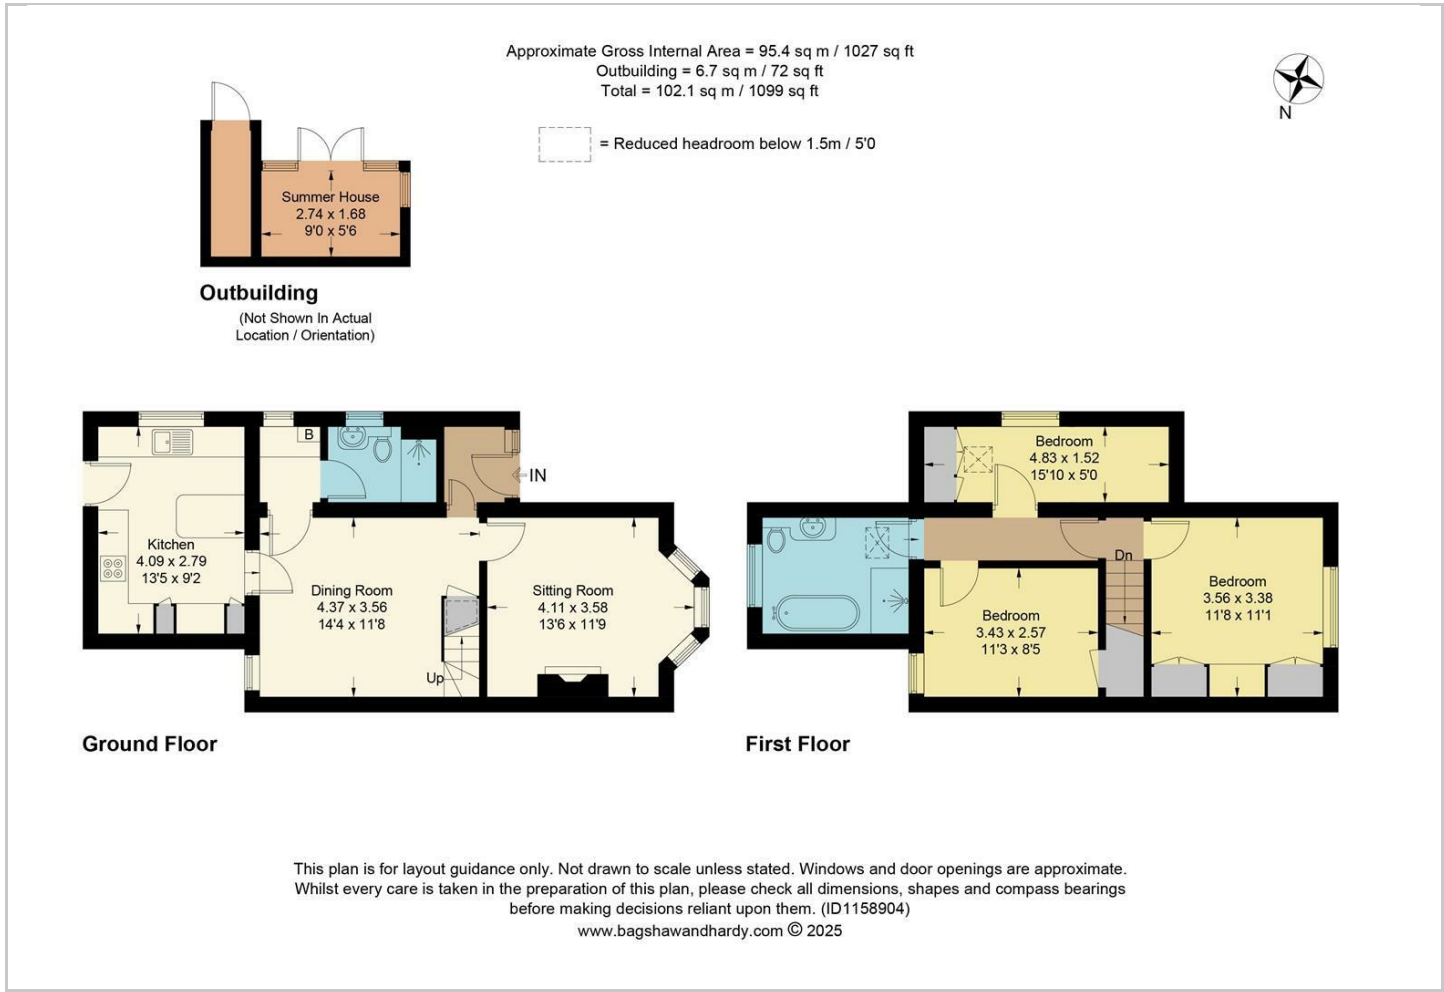 Approximate Gross Internal Area = 95.4 sq m / 1027 sq ft
Outbuilding = 6.7 sq m / 72 sq ft
Total = 102.1 sq m / 1099 sq ft
= Reduced headroom below 1.5m / 5'0
N
Summer House
2.74 x 1.68
9'0 x 5'6
Outbuilding
(Not Shown In Actual
Location / Orientation)
B
IN
Kitchen
4.09 x 2.79
13'5 x 9'2
Dining Room
4.37 x 3.56
14'4 x 11'8
Sitting Room
4.11 x 3.58
13'6 x 11'9
Up
Ground Floor
Bedroom
4.83 x 1.52
15'10 x 5'0
Dn
Bedroom
3.43 x 2.57
11'3 x 8'5
Bedroom
3.56 x 3.38
11'8 x 11'1
First Floor
This plan is for layout guidance only. Not drawn to scale unless stated. Windows and door openings are approximate.
Whilst every care is taken in the preparation of this plan, please check all dimensions, shapes and compass bearings
before making decisions reliant upon them. (ID1158904)
www.bagshawandhardy.com © 2025